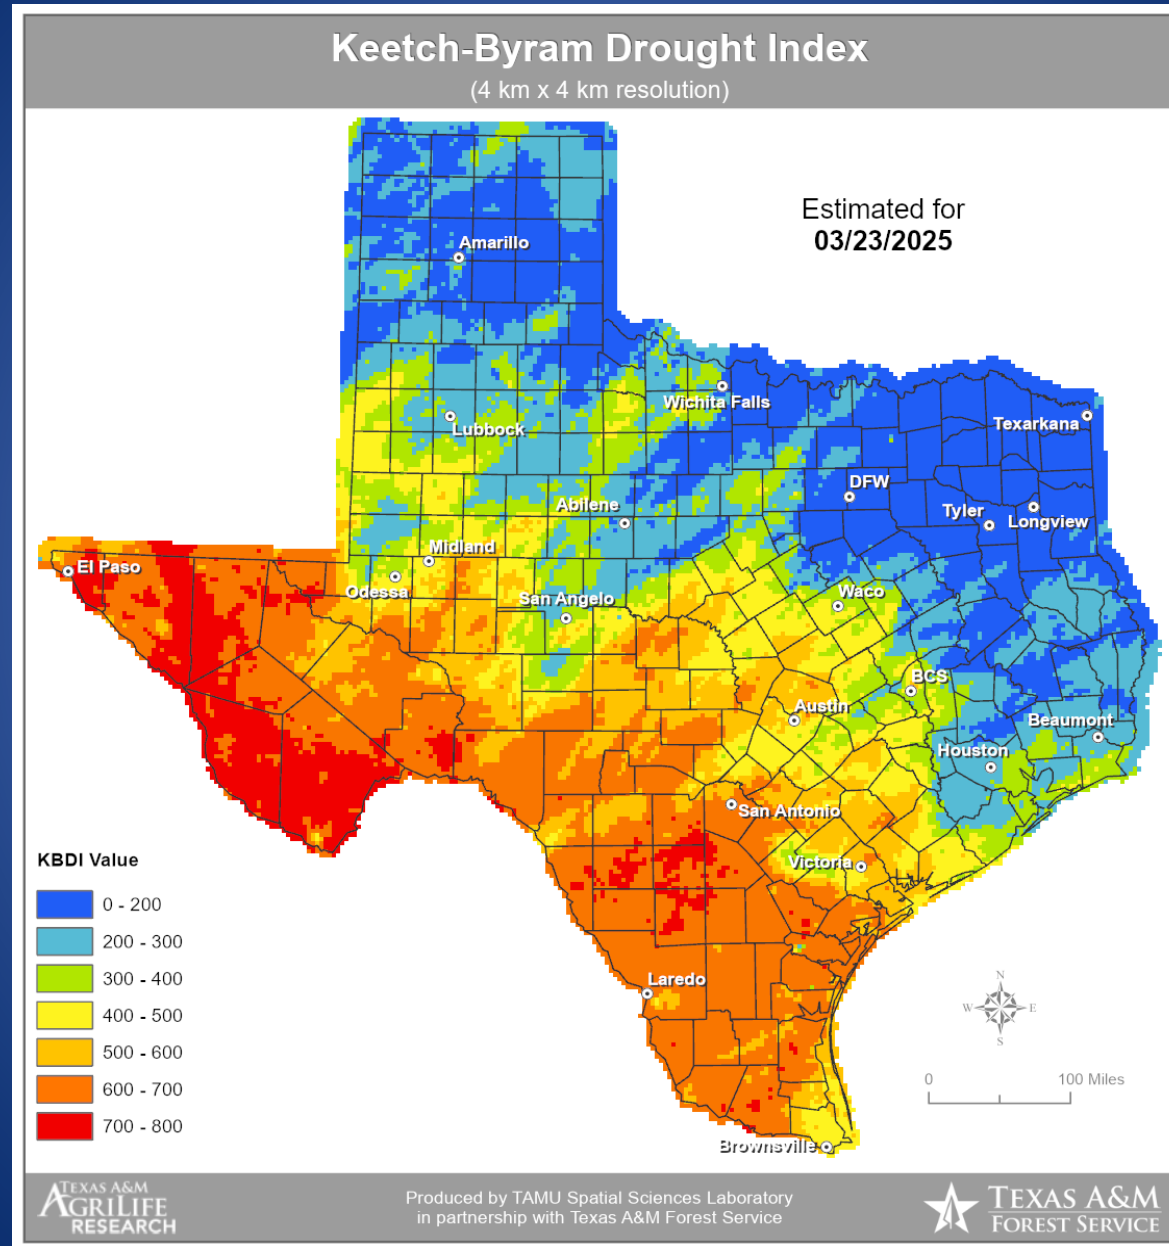 Keetch-Byram Drought Index
(4 km x 4 km resolution)
Estimated for
03/23/2025
Amarillo
Wichita Falls
Lubbock
Texarkana
DFW
Abilene
Tyler
Longview
Midland
El Paso
Odessa
San Angelo
Waco
BCS
Austin
Beaumont
Houston
San Antonio
Victoria
Laredo
Brownsville
KBDI Value
0 - 200
200 - 300
300 - 400
400 - 500
500 - 600
600 - 700
700 - 800
N
W E
S
0 100 Miles
TEXAS A&M
AGRILIFE
RESEARCH
Produced by TAMU Spatial Sciences Laboratory
in partnership with Texas A&M Forest Service
TEXAS A&M
FOREST SERVICE